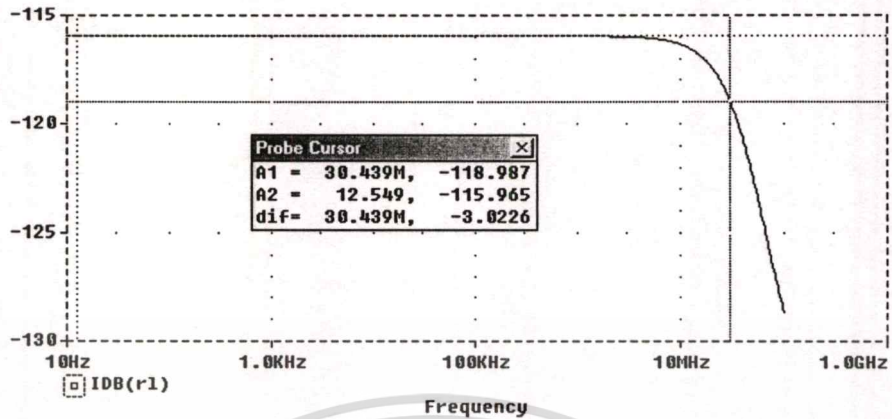 -115
-120
-125
-130
Probe Cursor
A1 = 30.439M, -118.987
A2 = 12.549, -115.965
dif= 30.439M, -3.0226
10Hz 1.0KHz 100KHz 10MHz 1.0GHz
IDB(rl)
Frequency